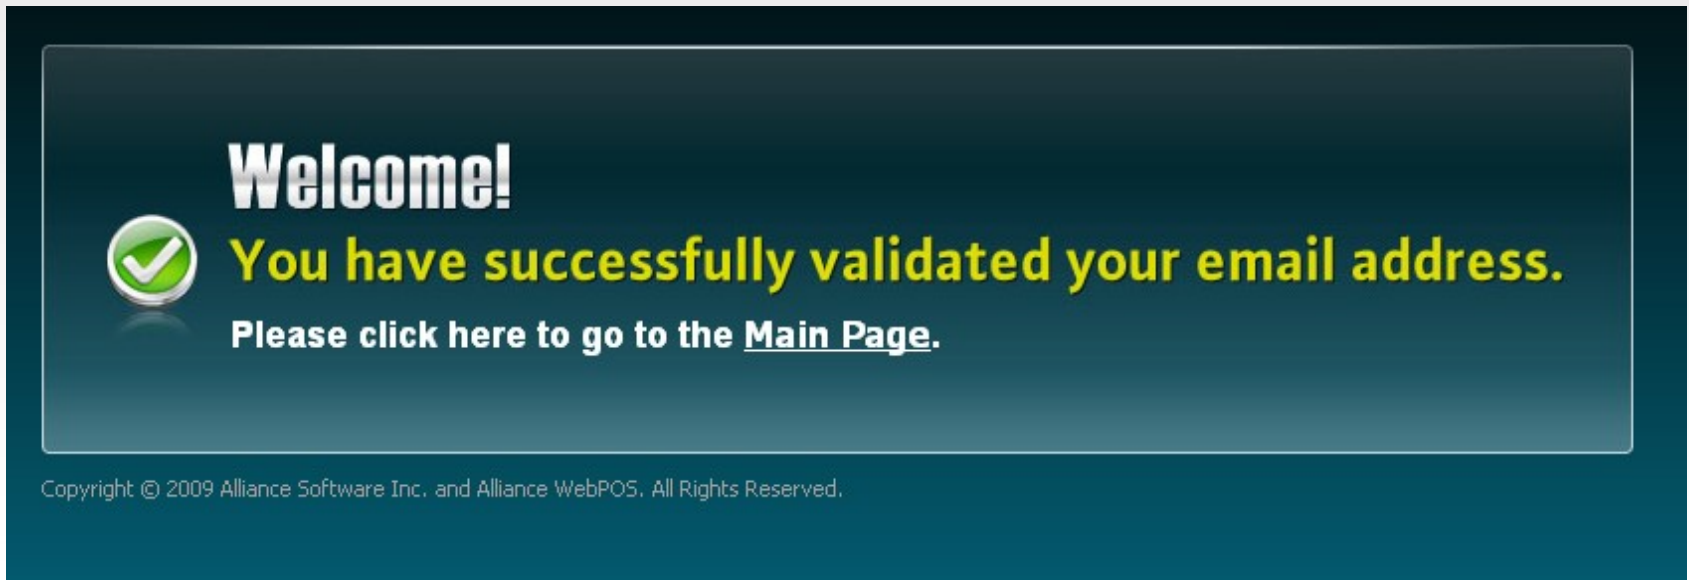 Welcome!
You have successfully validated your email address.
Please click here to go to the Main Page.
Copyright © 2009 Alliance Software Inc. and Alliance WebPOS. All Rights Reserved.